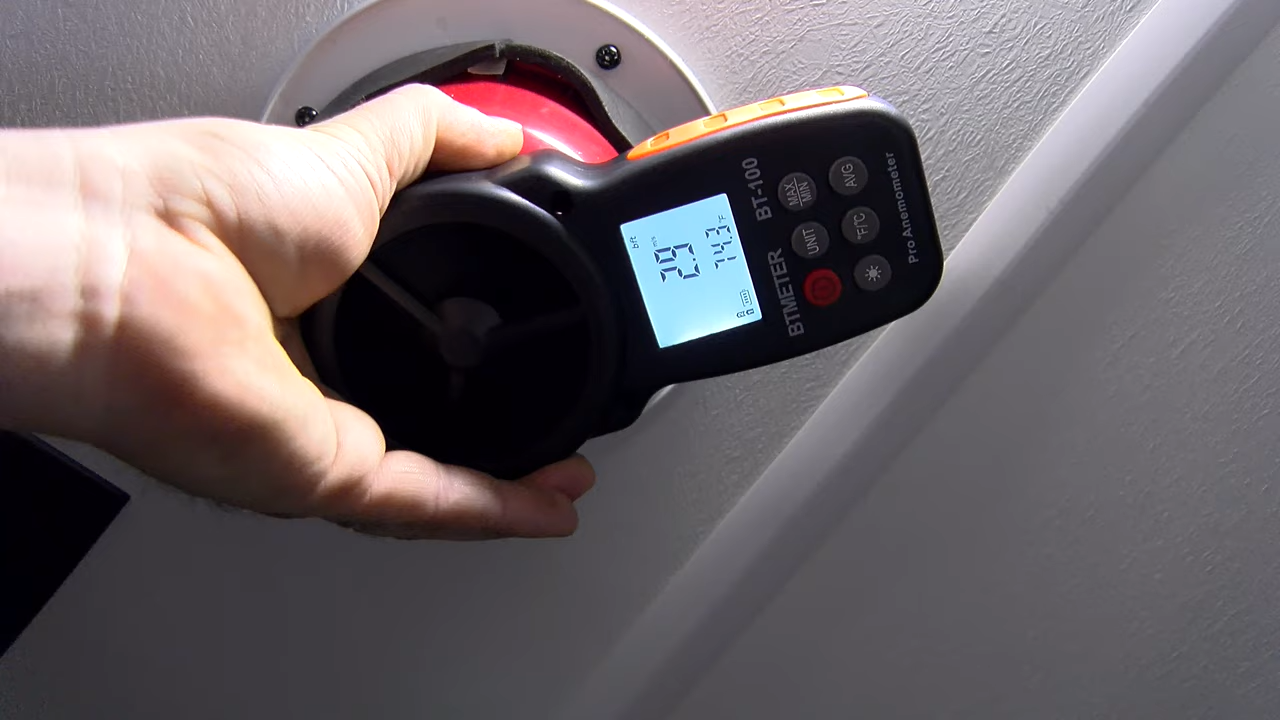 BT-100
BTMETER
MAX
MIN
AVG
UNIT
°F/°C
Pro Anemometer
bft
m/s
2.9
74.3 °F